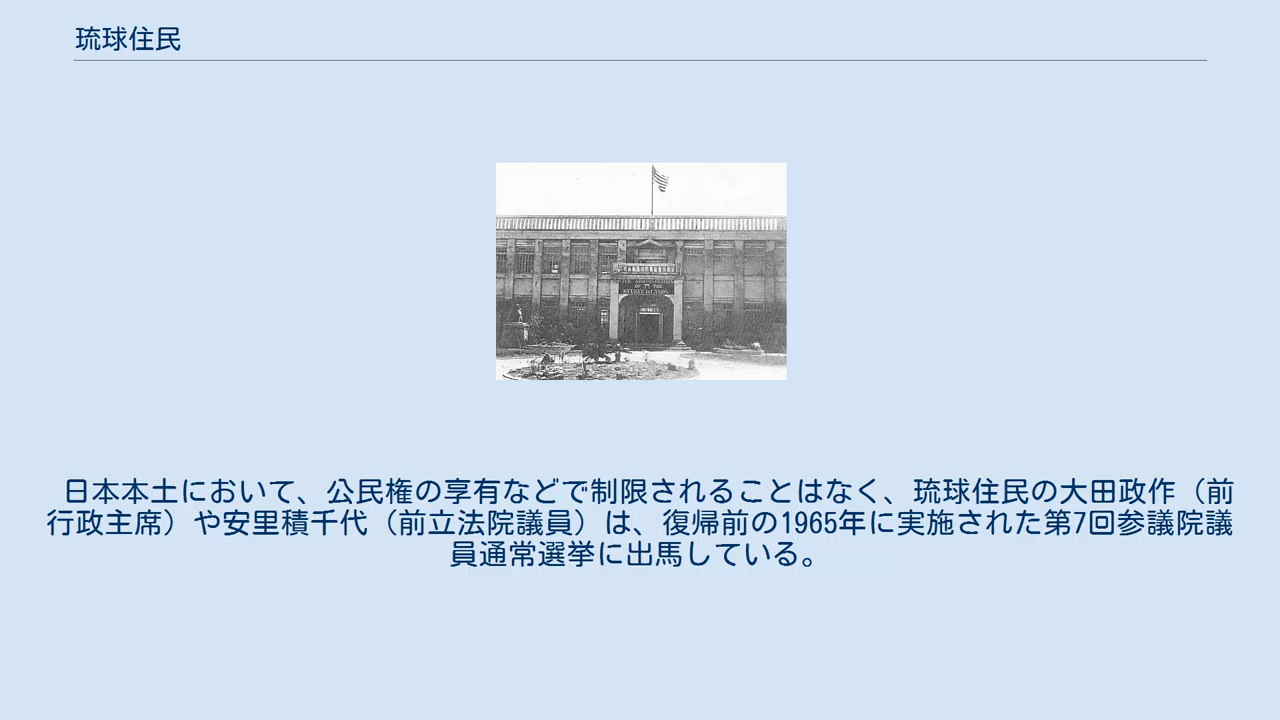 琉球住民
OF THE
RYUKYU ISLANDS
日本本土において、公民権の享有などで制限されることはなく、琉球住民の大田政作（前
行政主席）や安里積千代（前立法院議員）は、復帰前の1965年に実施された第7回参議院議
員通常選挙に出馬している。